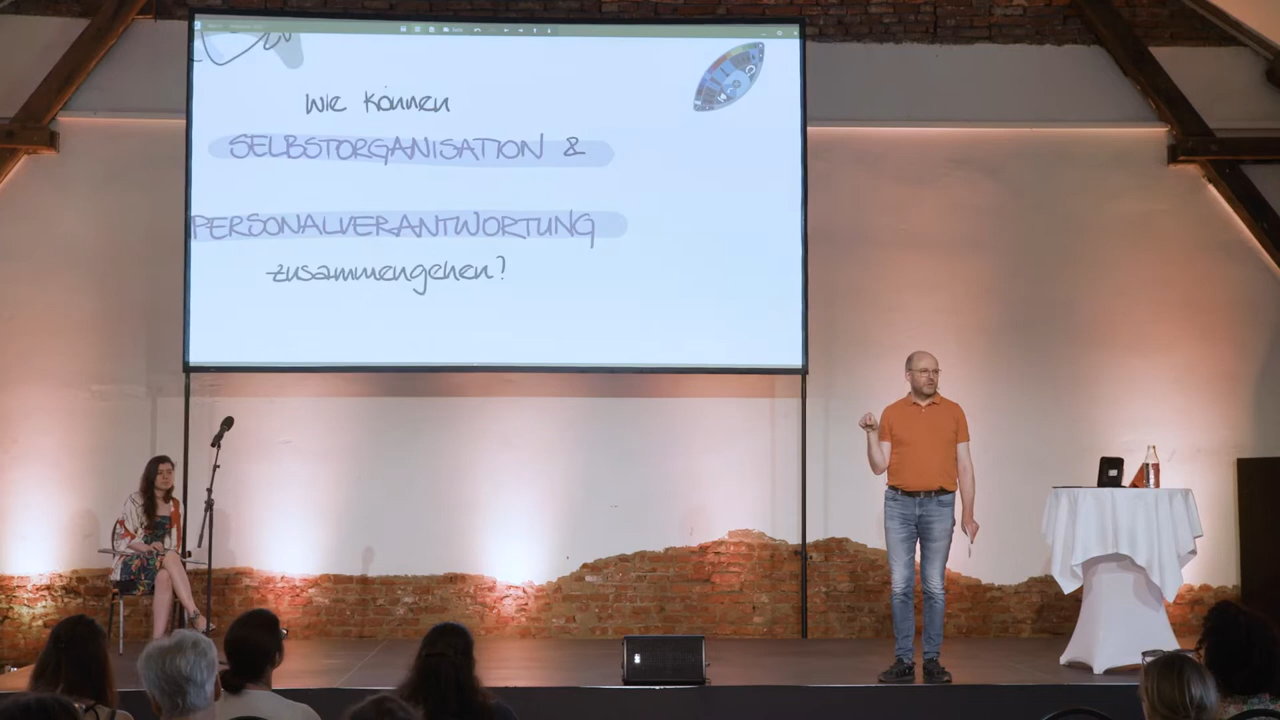 Wie können
SELBSTORGANISATION &
PERSONALVERANTWORTUNG
zusammengehen?